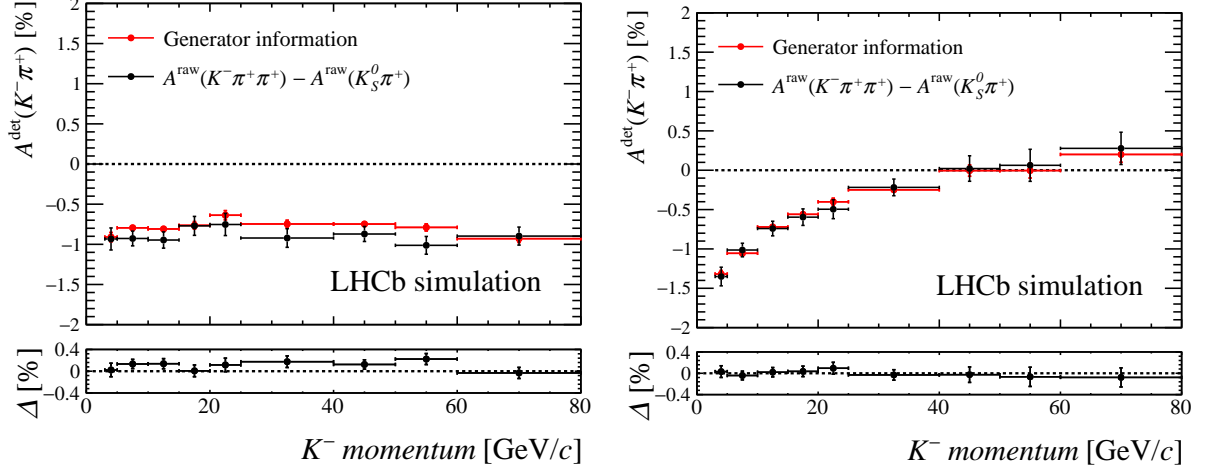 A^det(K^-π^+) [%]
2
1.5
1
0.5
0
−0.5
−1
−1.5
−2
Generator information
A^raw(K^-π^+π^+) − A^raw(K_S^0π^+)
LHCb simulation
Δ [%]
0.4
0
−0.4
0 20 40 60 80
K^- momentum [GeV/c]
A^det(K^-π^+) [%]
2
1.5
1
0.5
0
−0.5
−1
−1.5
−2
Generator information
A^raw(K^-π^+π^+) − A^raw(K_S^0π^+)
LHCb simulation
Δ [%]
0.4
0
−0.4
0 20 40 60 80
K^- momentum [GeV/c]